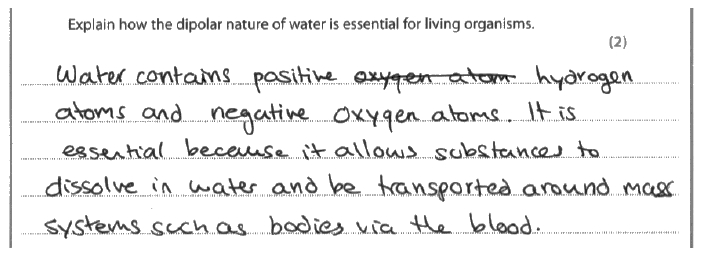 Explain how the dipolar nature of water is essential for living organisms.
(2)
Water contains positive oxygen atom hydrogen
atoms and negative oxygen atoms. It is
essential because it allows substances to
dissolve in water and be transported around mass
systems such as bodies via the blood.